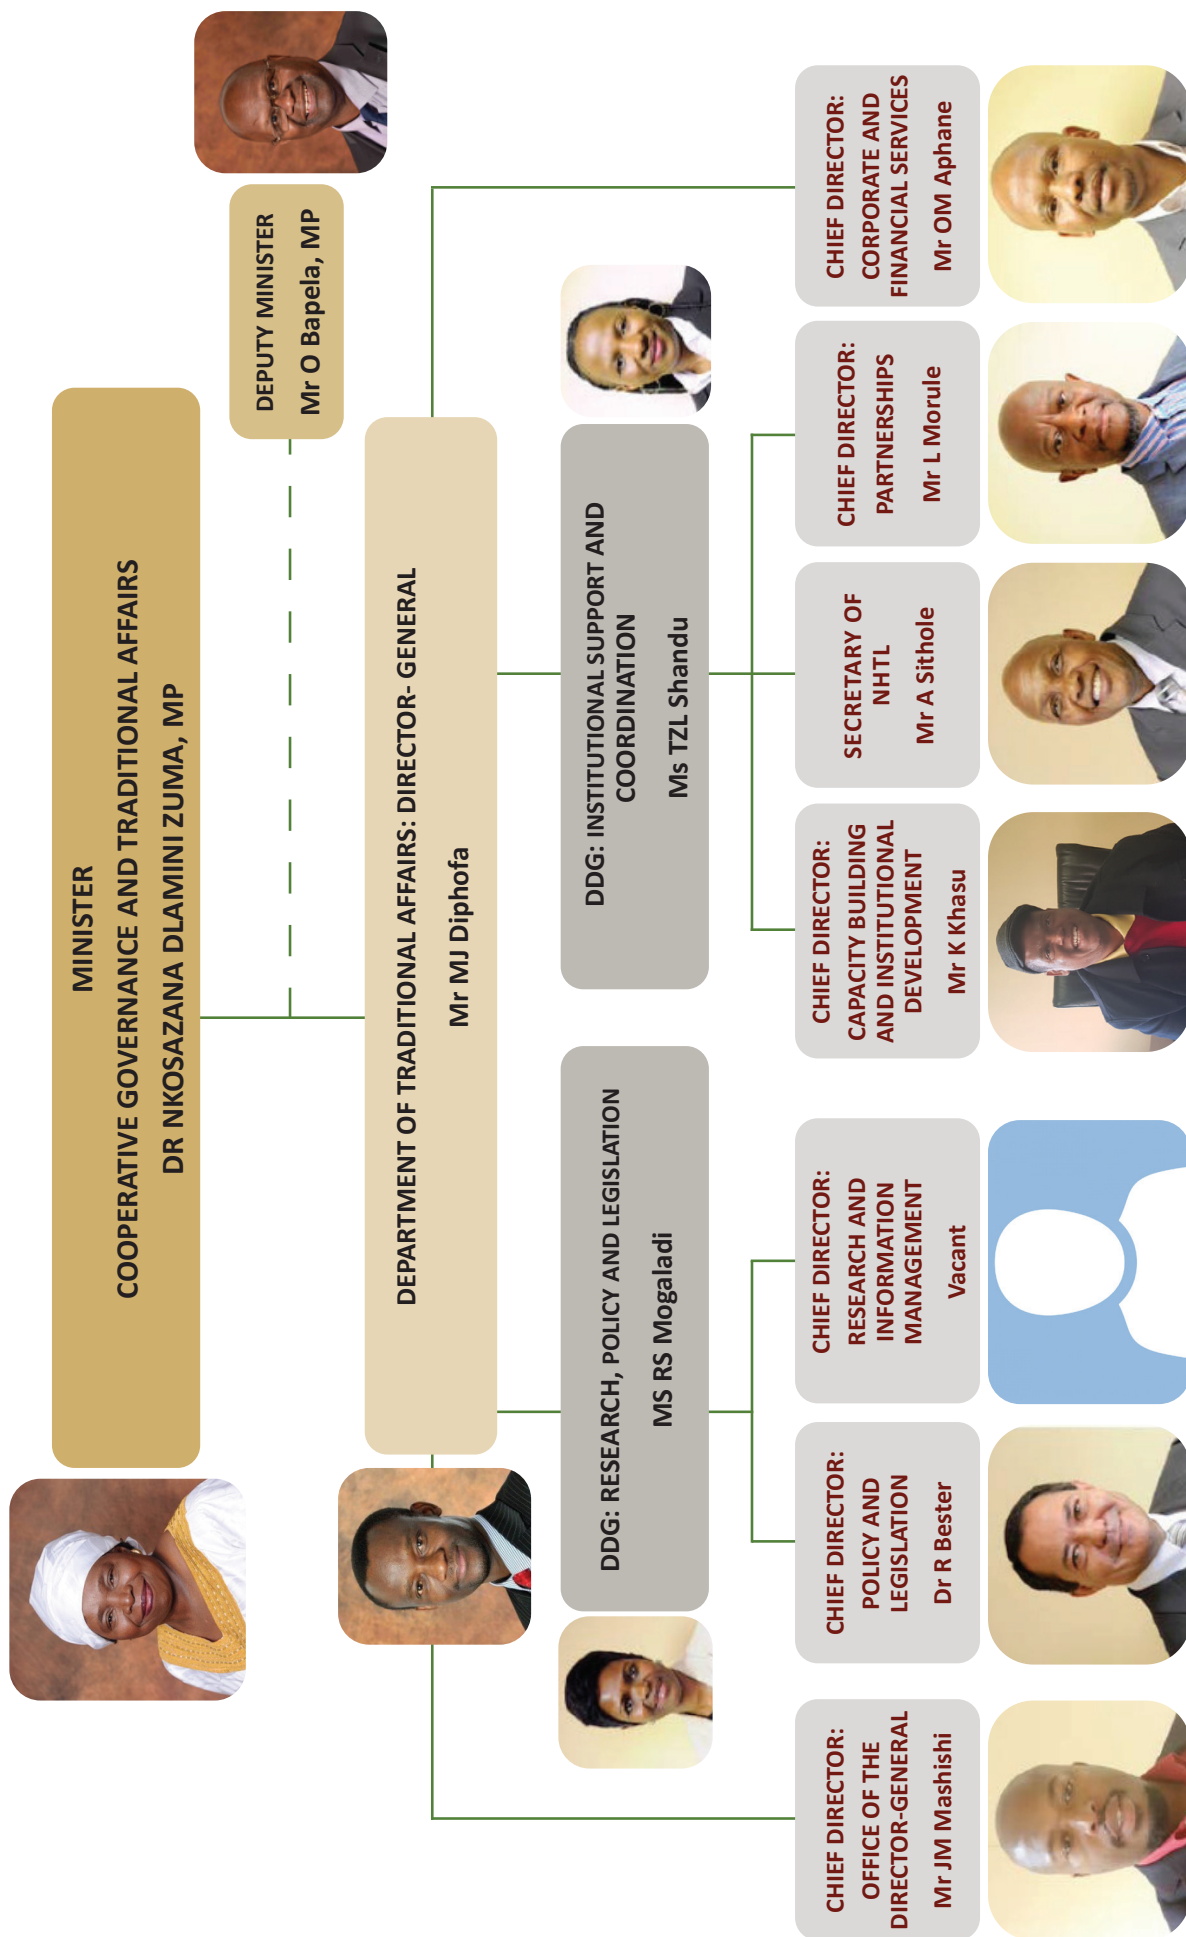 MINISTER
COOPERATIVE GOVERNANCE AND TRADITIONAL AFFAIRS
DR NKOSAZANA DLAMINI ZUMA, MP
DEPUTY MINISTER
Mr O Bapela, MP
DEPARTMENT OF TRADITIONAL AFFAIRS: DIRECTOR- GENERAL
Mr MJ Diphofa
DDG: RESEARCH, POLICY AND LEGISLATION
MS RS Mogaladi
DDG: INSTITUTIONAL SUPPORT AND
COORDINATION
Ms TZL Shandu
CHIEF DIRECTOR:
OFFICE OF THE
DIRECTOR-GENERAL
Mr JM Mashishi
CHIEF DIRECTOR:
POLICY AND
LEGISLATION
Dr R Bester
CHIEF DIRECTOR:
RESEARCH AND
INFORMATION
MANAGEMENT
Vacant
CHIEF DIRECTOR:
CAPACITY BUILDING
AND INSTITUTIONAL
DEVELOPMENT
Mr K Khasu
SECRETARY OF
NHTL
Mr A Sithole
CHIEF DIRECTOR:
PARTNERSHIPS
Mr L Morule
CHIEF DIRECTOR:
CORPORATE AND
FINANCIAL SERVICES
Mr OM Aphane